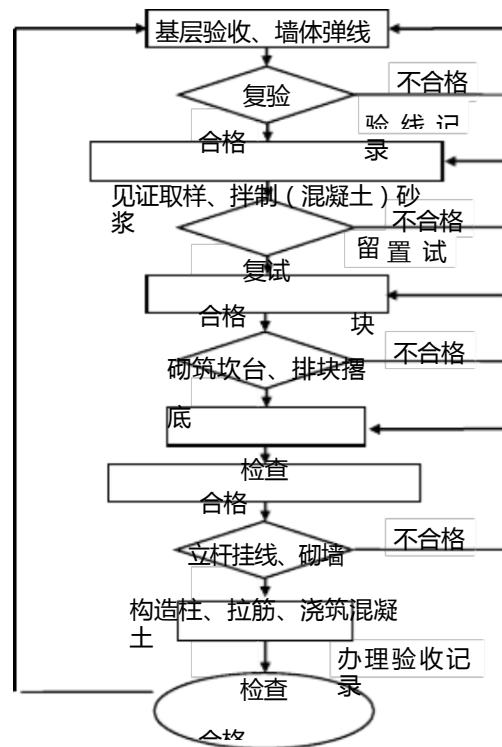 基层验收、墙体弹线
不合格
复验
验线记
合格
录
见证取样、拌制（混凝土）砂
浆
不合格
留置试
复试
合格
块
不合格
砌筑坎台、排块撂
底
检查
合格
不合格
立杆挂线、砌墙
构造柱、拉筋、浇筑混凝
土
办理验收记
检查
录
合格